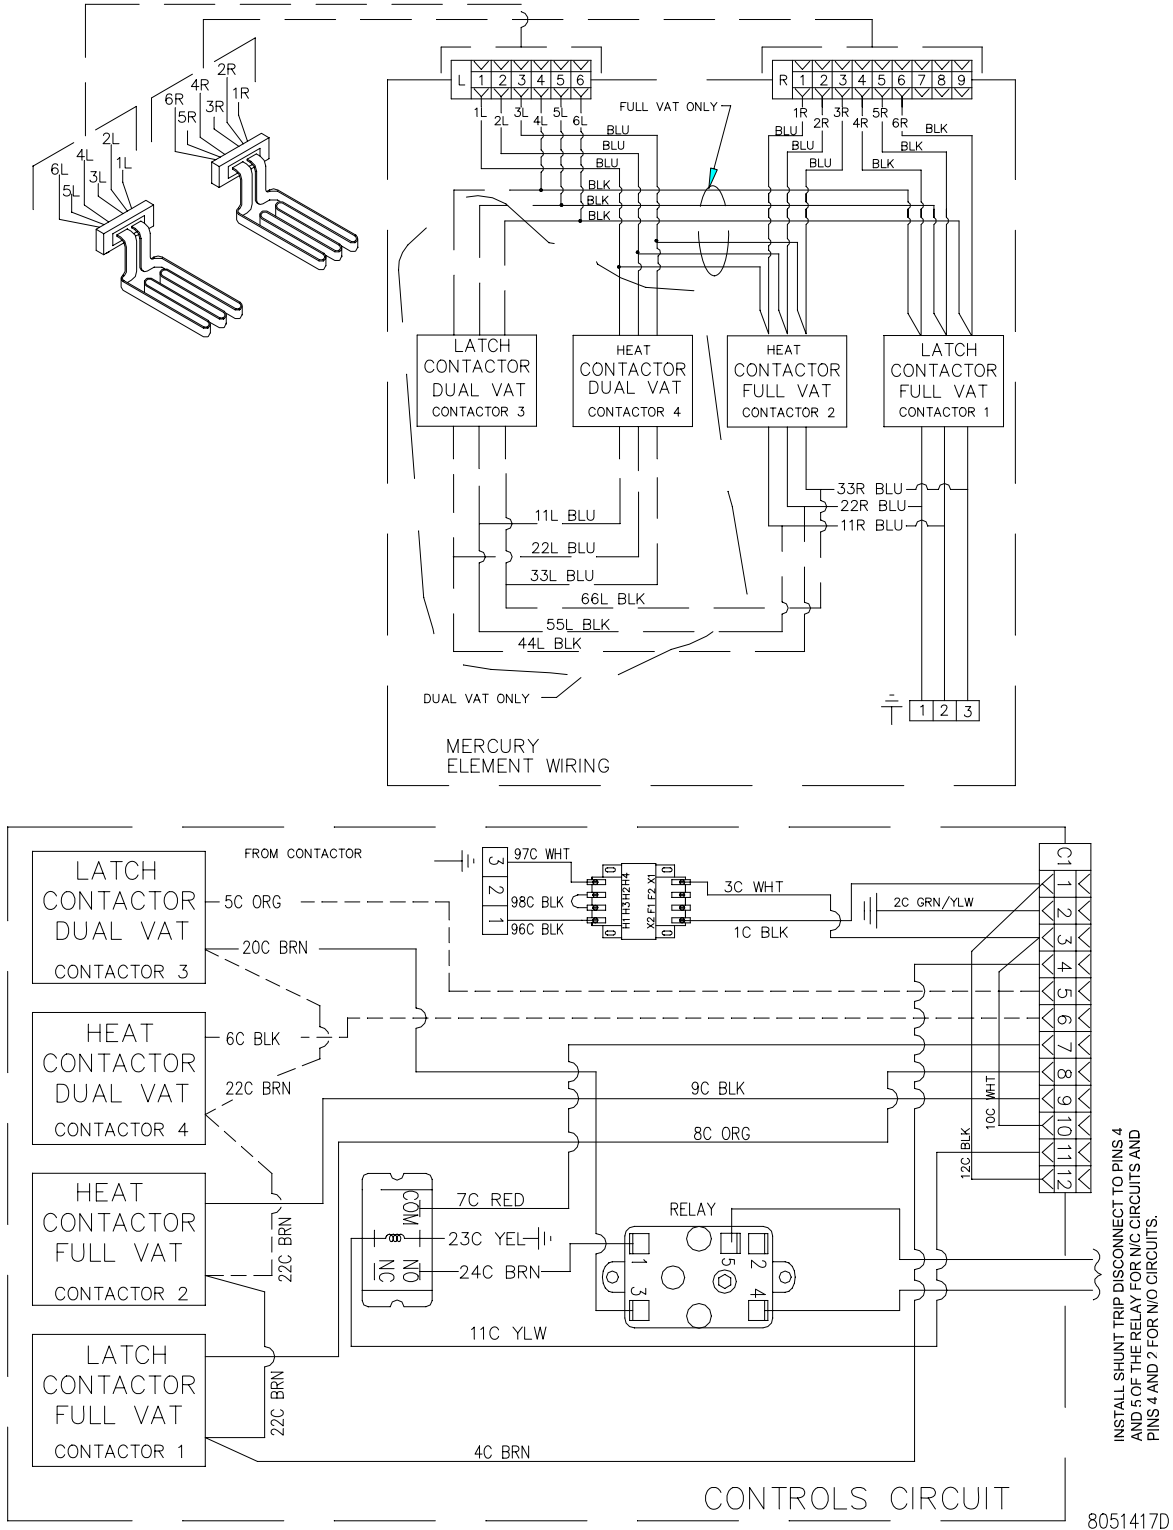 L 1 2 3 4 5 6
R 1 2 3 4 5 6 7 8 9
2R
4R
1R
6R
3R
5R
2L
4L
1L
6L
3L
5L
1L 2L 3L 4L 5L 6L
FULL VAT ONLY
1R 2R 3R 4R 5R 6R
BLU
BLU
BLU
BLU
BLU
BLU
BLK
BLK
BLK
BLK
BLK
BLK
LATCH
CONTACTOR
DUAL VAT
CONTACTOR 3
HEAT
CONTACTOR
DUAL VAT
CONTACTOR 4
HEAT
CONTACTOR
FULL VAT
CONTACTOR 2
LATCH
CONTACTOR
FULL VAT
CONTACTOR 1
33R BLU
22R BLU
11R BLU
11L BLU
22L BLU
33L BLU
66L BLK
55L BLK
44L BLK
DUAL VAT ONLY
1 2 3
MERCURY
ELEMENT WIRING
LATCH
CONTACTOR
DUAL VAT
CONTACTOR 3
HEAT
CONTACTOR
DUAL VAT
CONTACTOR 4
HEAT
CONTACTOR
FULL VAT
CONTACTOR 2
LATCH
CONTACTOR
FULL VAT
CONTACTOR 1
FROM CONTACTOR
5C ORG
20C BRN
6C BLK
22C BRN
22C BRN
22C BRN
3
2
1
97C WHT
98C BLK
96C BLK
H1 H3 H2 H4
X2 F1 F2 X1
3C WHT
1C BLK
2C GRN/YLW
C1
1
2
3
4
5
6
7
8
9
10
11
12
10C WHT
12C BLK
9C BLK
8C ORG
7C RED
23C YEL
24C BRN
COM
NO
NC
RELAY
1
5
2
3
4
11C YLW
4C BRN
INSTALL SHUNT TRIP DISCONNECT TO PINS 4
AND 5 OF THE RELAY FOR N/C CIRCUITS AND
PINS 4 AND 2 FOR N/O CIRCUITS.
CONTROLS CIRCUIT
8051417D